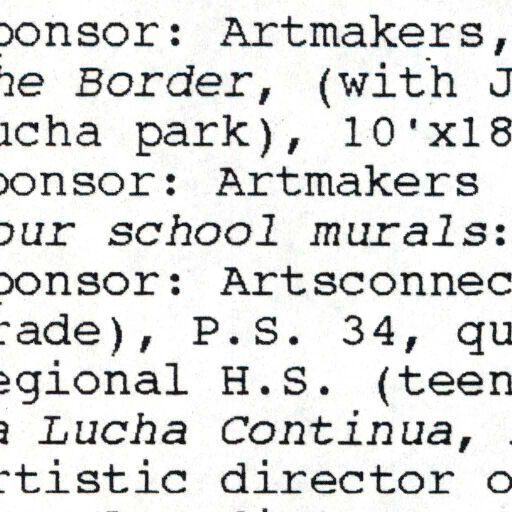 ponsor: Artmakers,
he Border, (with J
ucha park), 10'x18
ponsor: Artmakers
our school murals:
ponsor: Artsconnec
rade), P.S. 34, qu
egional H.S. (teen
a Lucha Continua,
rtistic director o